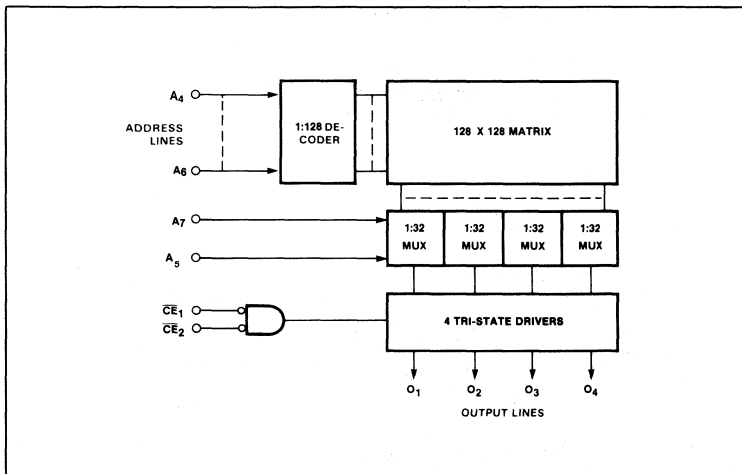 A4
ADDRESS
LINES
A6
1:128 DE-
CODER
128 X 128 MATRIX
A7
A5
1:32
MUX
1:32
MUX
1:32
MUX
1:32
MUX
CE1
CE2
4 TRI-STATE DRIVERS
O1
O2
O3
O4
OUTPUT LINES